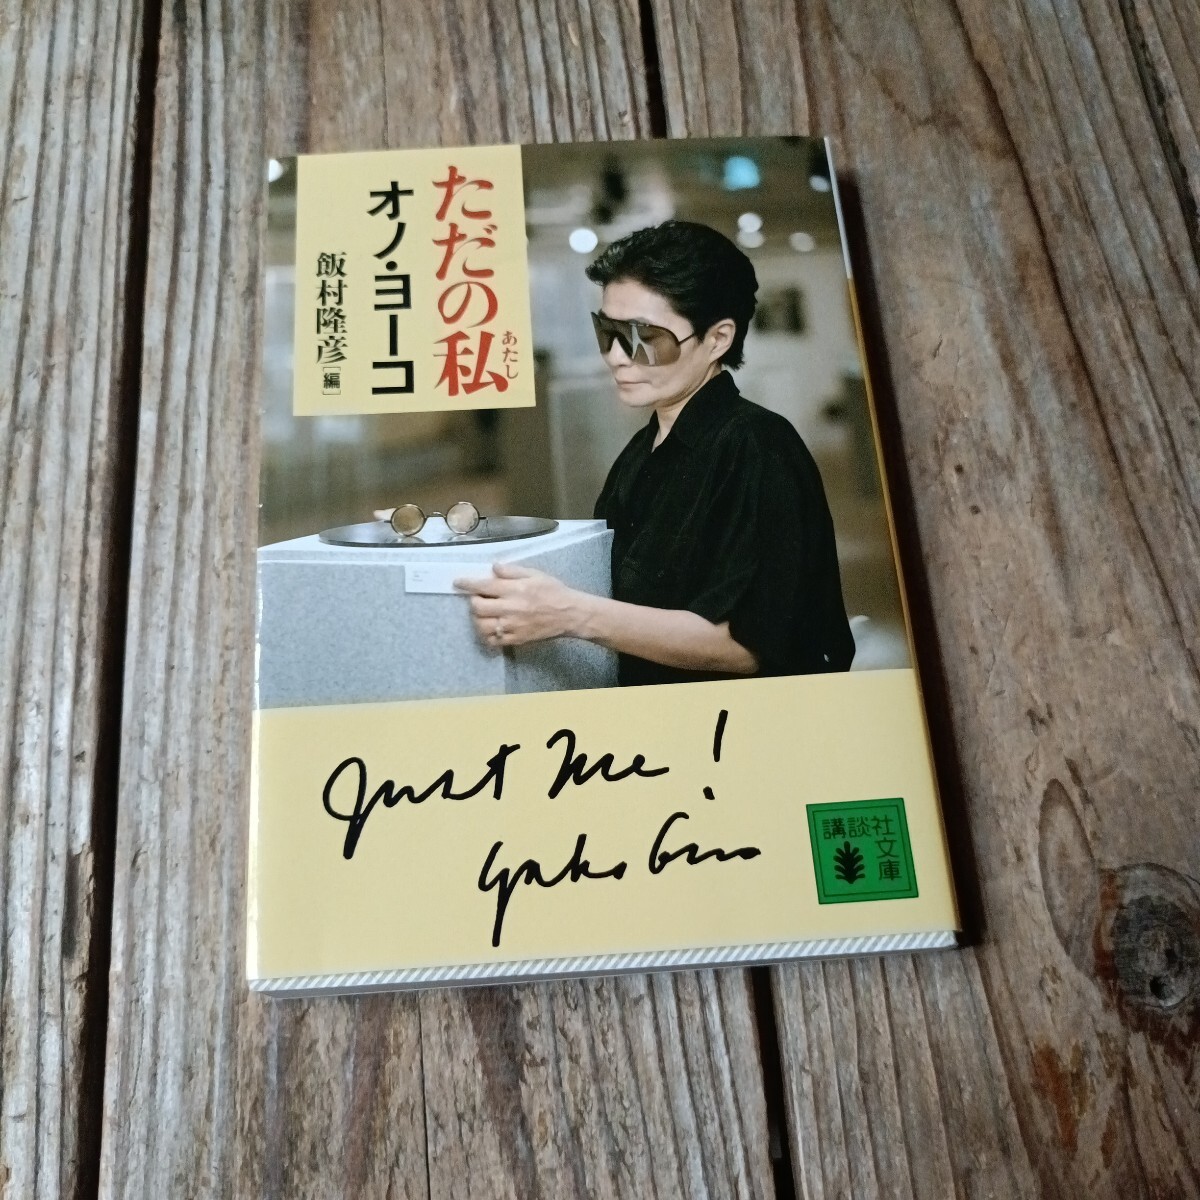 ただの私
あたし
オノ・ヨーコ
飯村隆彦[編]
Just Me!
Yoko Ono
講談社
文庫